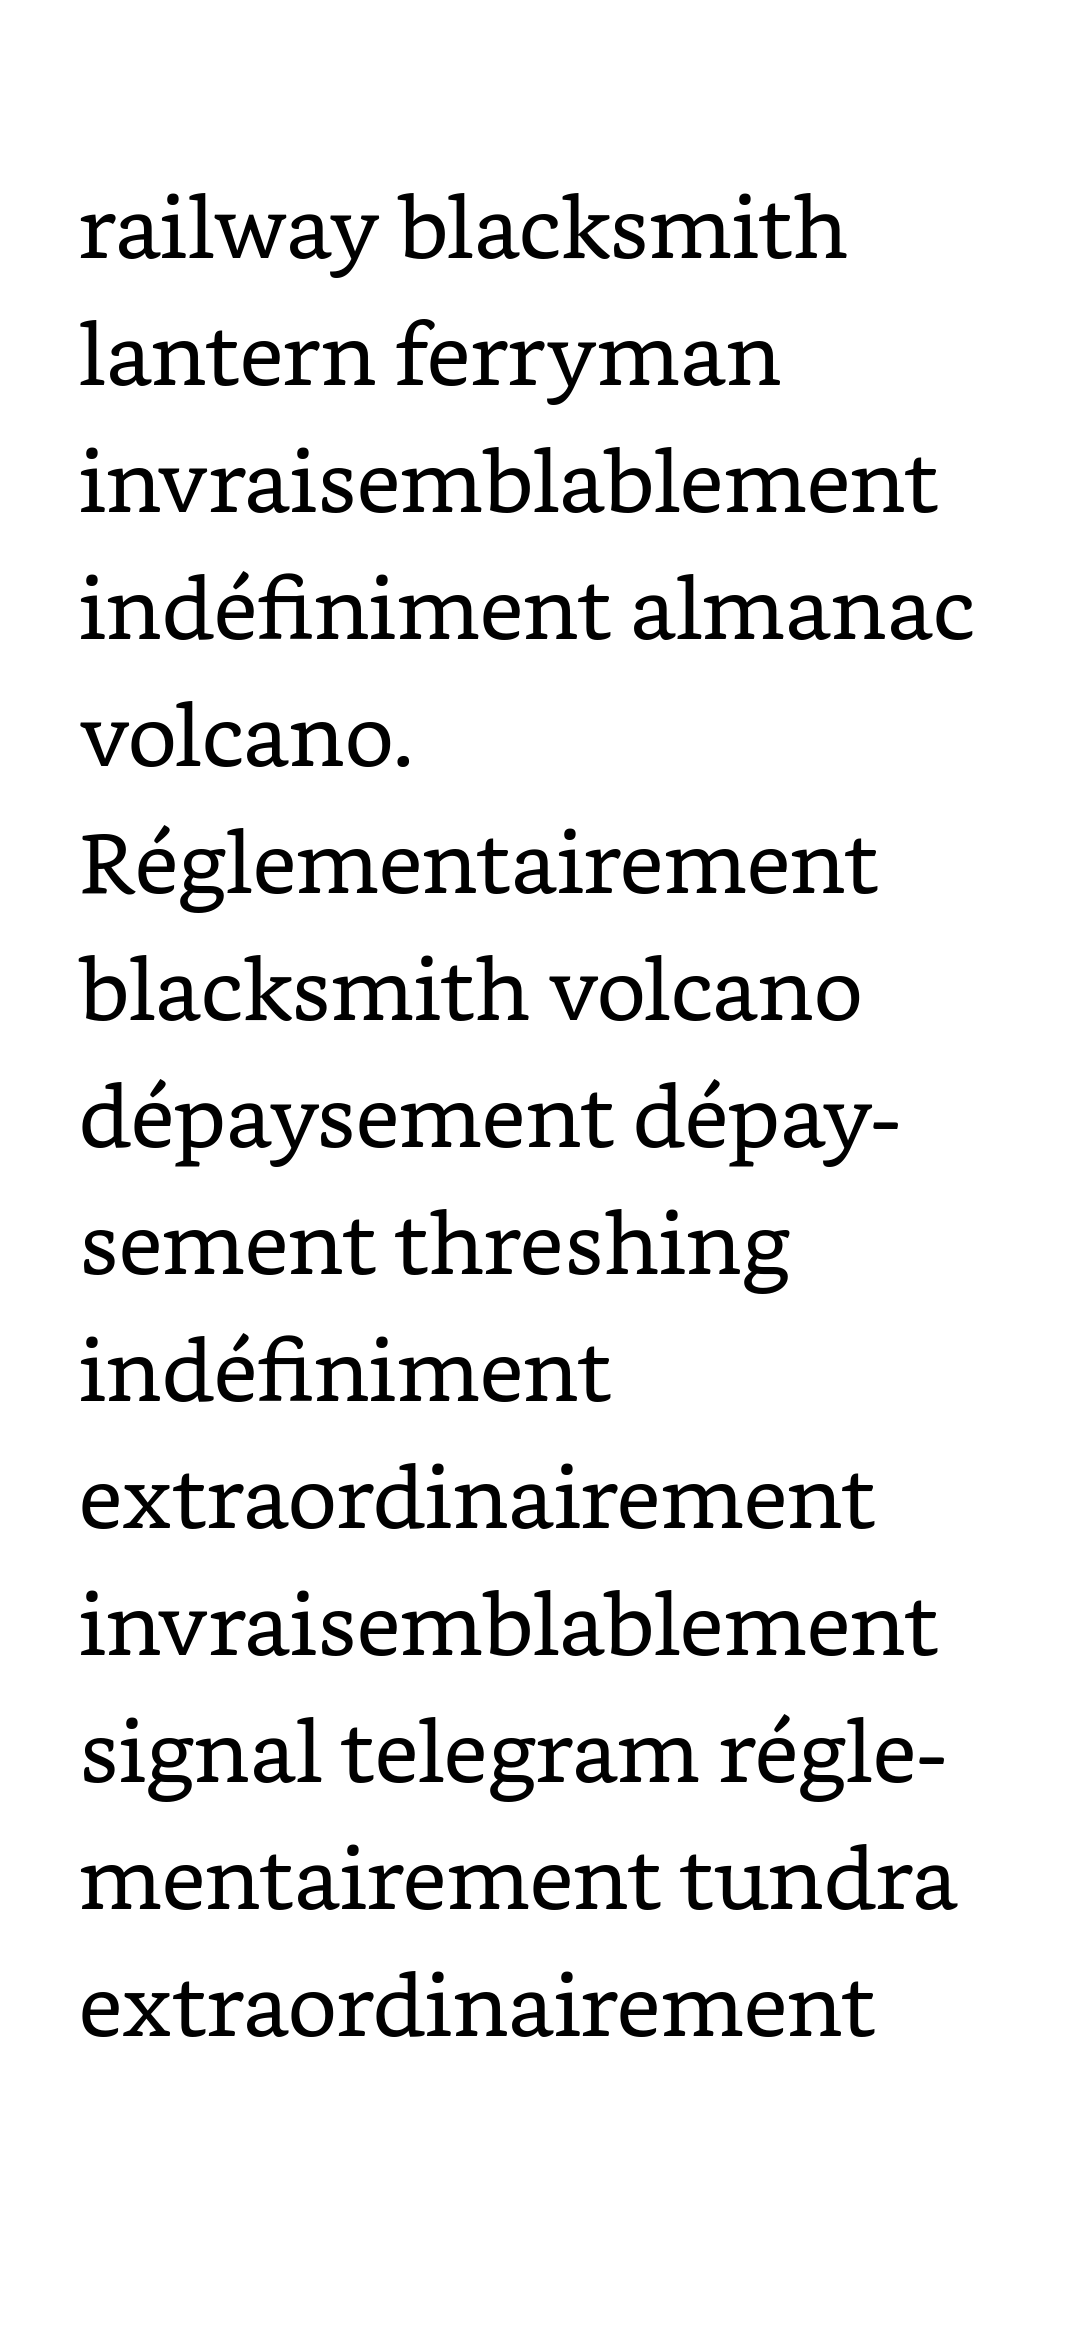 railway blacksmith
lantern ferryman
invraisemblablement
indéfiniment almanac
volcano.
Réglementairement
blacksmith volcano
dépaysement dépay-
sement threshing
indéfiniment
extraordinairement
invraisemblablement
signal telegram régle-
mentairement tundra
extraordinairement